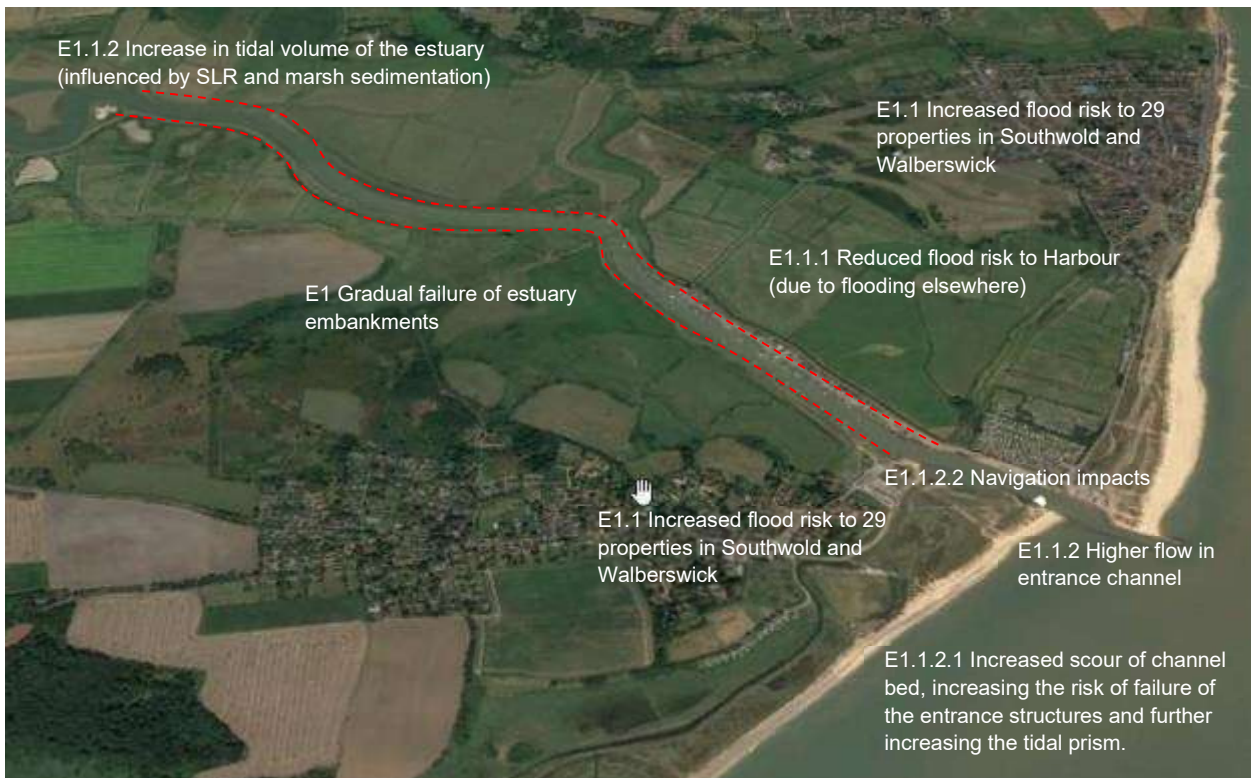 E1.1.2 Increase in tidal volume of the estuary
(influenced by SLR and marsh sedimentation)
E1.1 Increased flood risk to 29
properties in Southwold and
Walberswick
E1.1.1 Reduced flood risk to Harbour
(due to flooding elsewhere)
E1 Gradual failure of estuary
embankments
E1.1.2.2 Navigation impacts
E1.1 Increased flood risk to 29
properties in Southwold and
Walberswick
E1.1.2 Higher flow in
entrance channel
E1.1.2.1 Increased scour of channel
bed, increasing the risk of failure of
the entrance structures and further
increasing the tidal prism.